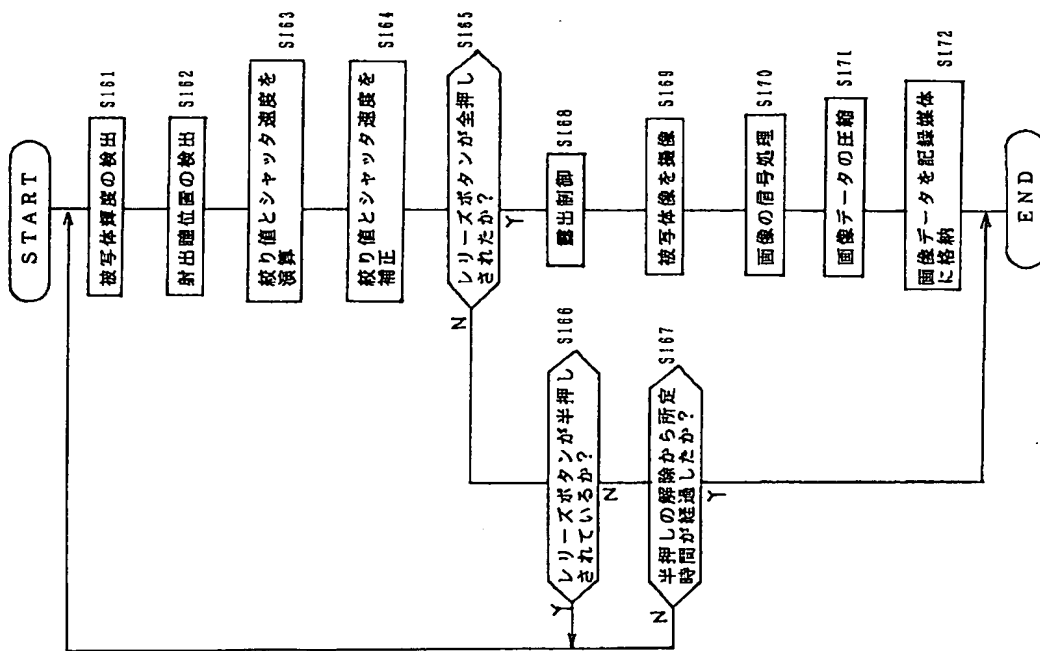 START
被写体輝度の検出
S161
射出瞳位置の検出
S162
絞り値とシャッタ速度を
演算
S163
絞り値とシャッタ速度を
補正
S164
レリーズボタンが全押し
されたか?
S165
N
Y
レリーズボタンが半押し
されているか?
S166
Y
N
半押しの解除から所定
時間が経過したか?
S167
N
Y
露出制御
S168
被写体像を撮像
S169
画像の信号処理
S170
画像データの圧縮
S171
画像データを記録媒体
に格納
S172
END